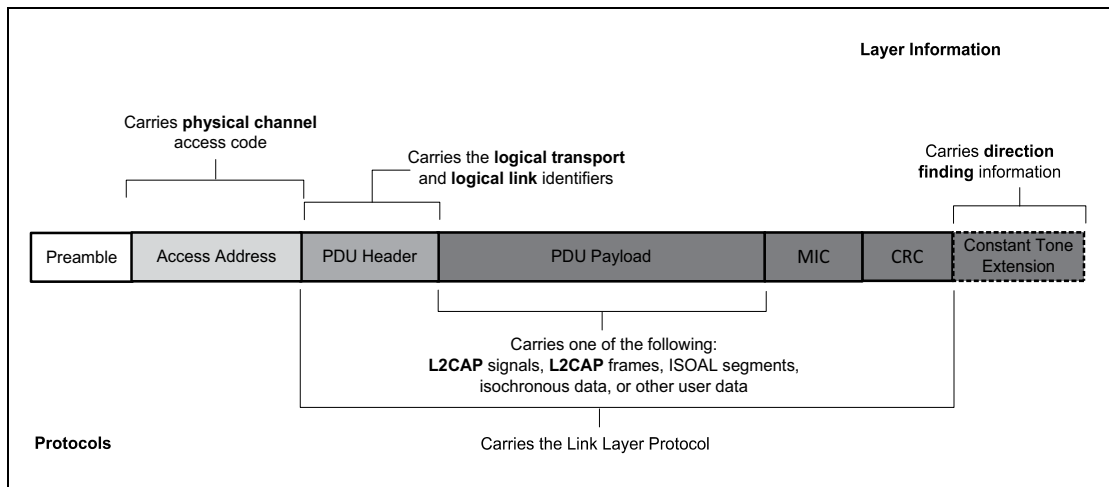 Layer Information
Carries physical channel
access code
Carries the logical transport
and logical link identifiers
Carries direction
finding information
Preamble
Access Address
PDU Header
PDU Payload
MIC
CRC
Constant Tone
Extension
Carries one of the following:
L2CAP signals, L2CAP frames, ISOAL segments,
isochronous data, or other user data
Protocols
Carries the Link Layer Protocol